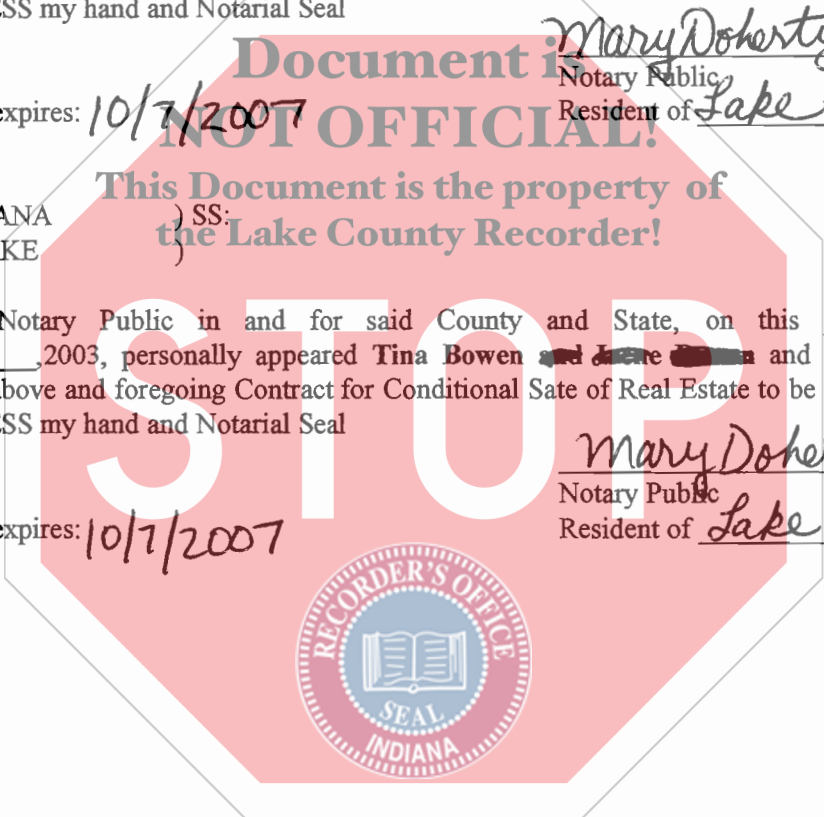 SS my hand and Notarial Seal
Mary Doherty
Document is
Notary Public
expires: 10/7/2007
Resident of Lake
NOT OFFICIAL!
This Document is the property of
ANA ) SS:
the Lake County Recorder!
KE )
Notary Public in and for said County and State, on this
,2003, personally appeared Tina Bowen and
bove and foregoing Contract for Conditional Sate of Real Estate to be
SS my hand and Notarial Seal
STOP
Mary Dohe
Notary Public
expires: 10/7/2007
Resident of Lake
RECORDER'S OFFICE
SEAL
INDIANA